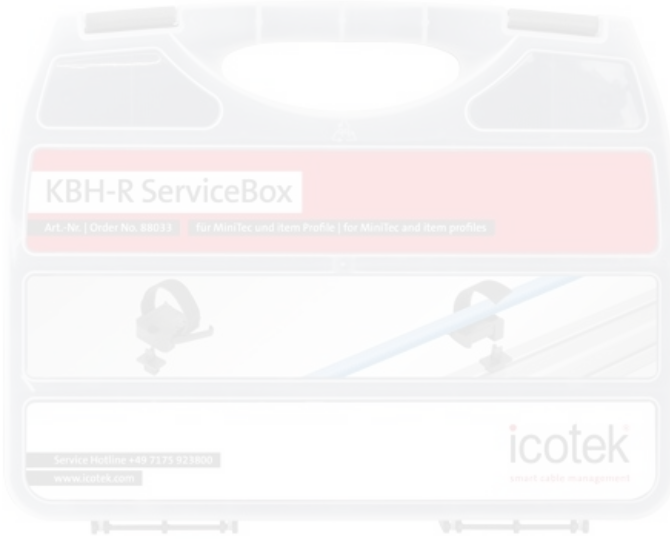 KBH-R ServiceBox
Art.-Nr. | Order No. 88033 für MiniTec und item Profile | for MiniTec and item profiles
Service Hotline +49 7175 923800
www.icotek.com
icotek®
smart cable management